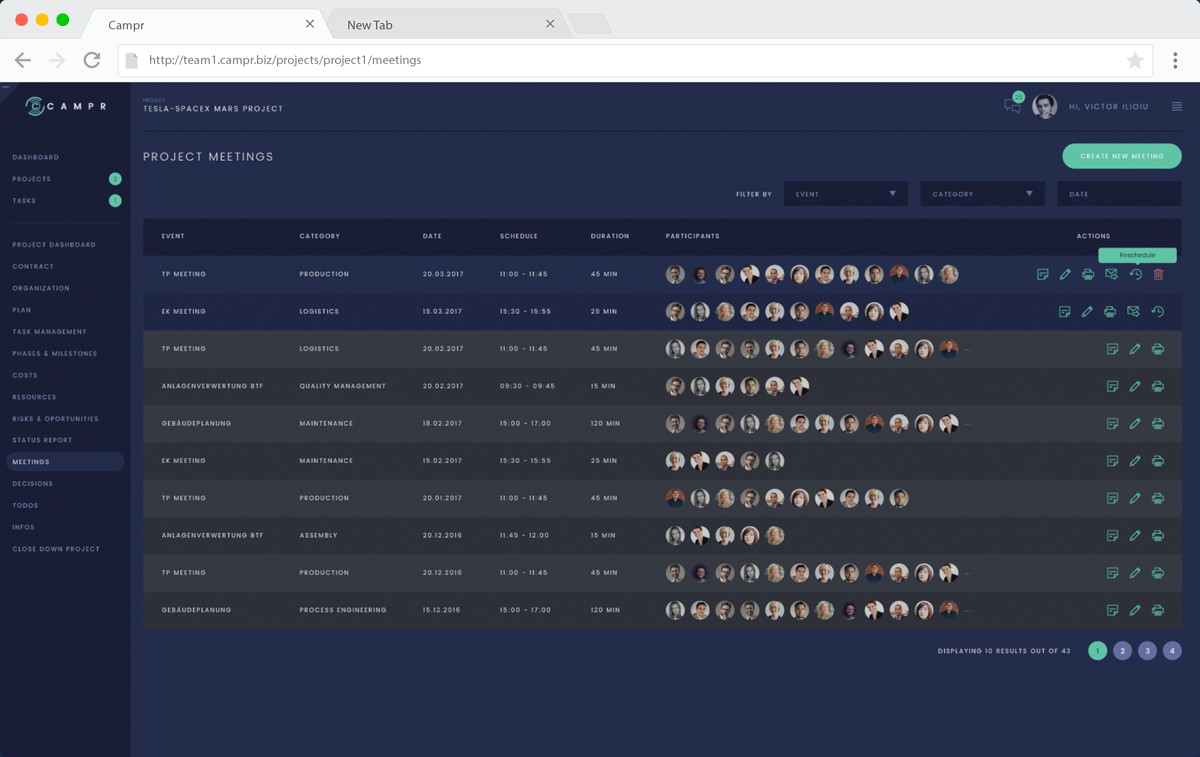 Campr
New Tab
http://team1.campr.biz/projects/project1/meetings
CAMPR
PROJECT
TESLA-SPACEX MARS PROJECT
HI, VICTOR ILIOIU
DASHBOARD
PROJECTS 2
TASKS 1
PROJECT DASHBOARD
CONTRACT
ORGANIZATION
PLAN
TASK MANAGEMENT
PHASES & MILESTONES
COSTS
RESOURCES
RISKS & OPORTUNITIES
STATUS REPORT
MEETINGS
DECISIONS
TODOS
INFOS
CLOSE DOWN PROJECT
PROJECT MEETINGS
CREATE NEW MEETING
FILTER BY EVENT CATEGORY DATE
EVENT CATEGORY DATE SCHEDULE DURATION PARTICIPANTS ACTIONS
Reschedule
TP MEETING PRODUCTION 20.03.2017 11:00 - 11:45 45 MIN
EK MEETING LOGISTICS 15.03.2017 15:30 - 15:55 25 MIN
TP MEETING LOGISTICS 20.02.2017 11:00 - 11:45 45 MIN ...
ANLAGENVERWERTUNG BTF QUALITY MANAGEMENT 20.02.2017 09:30 - 09:45 15 MIN
GEBÄUDEPLANUNG MAINTENANCE 18.02.2017 15:00 - 17:00 120 MIN ...
EK MEETING MAINTENANCE 15.02.2017 15:30 - 15:55 25 MIN
TP MEETING PRODUCTION 20.01.2017 11:00 - 11:45 45 MIN
ANLAGENVERWERTUNG BTF ASSEMBLY 20.12.2016 11:45 - 12:00 15 MIN
TP MEETING PRODUCTION 20.12.2016 11:00 - 11:45 45 MIN ...
GEBÄUDEPLANUNG PROCESS ENGINEERING 15.12.2016 15:00 - 17:00 120 MIN ...
DISPLAYING 10 RESULTS OUT OF 43 1 2 3 4